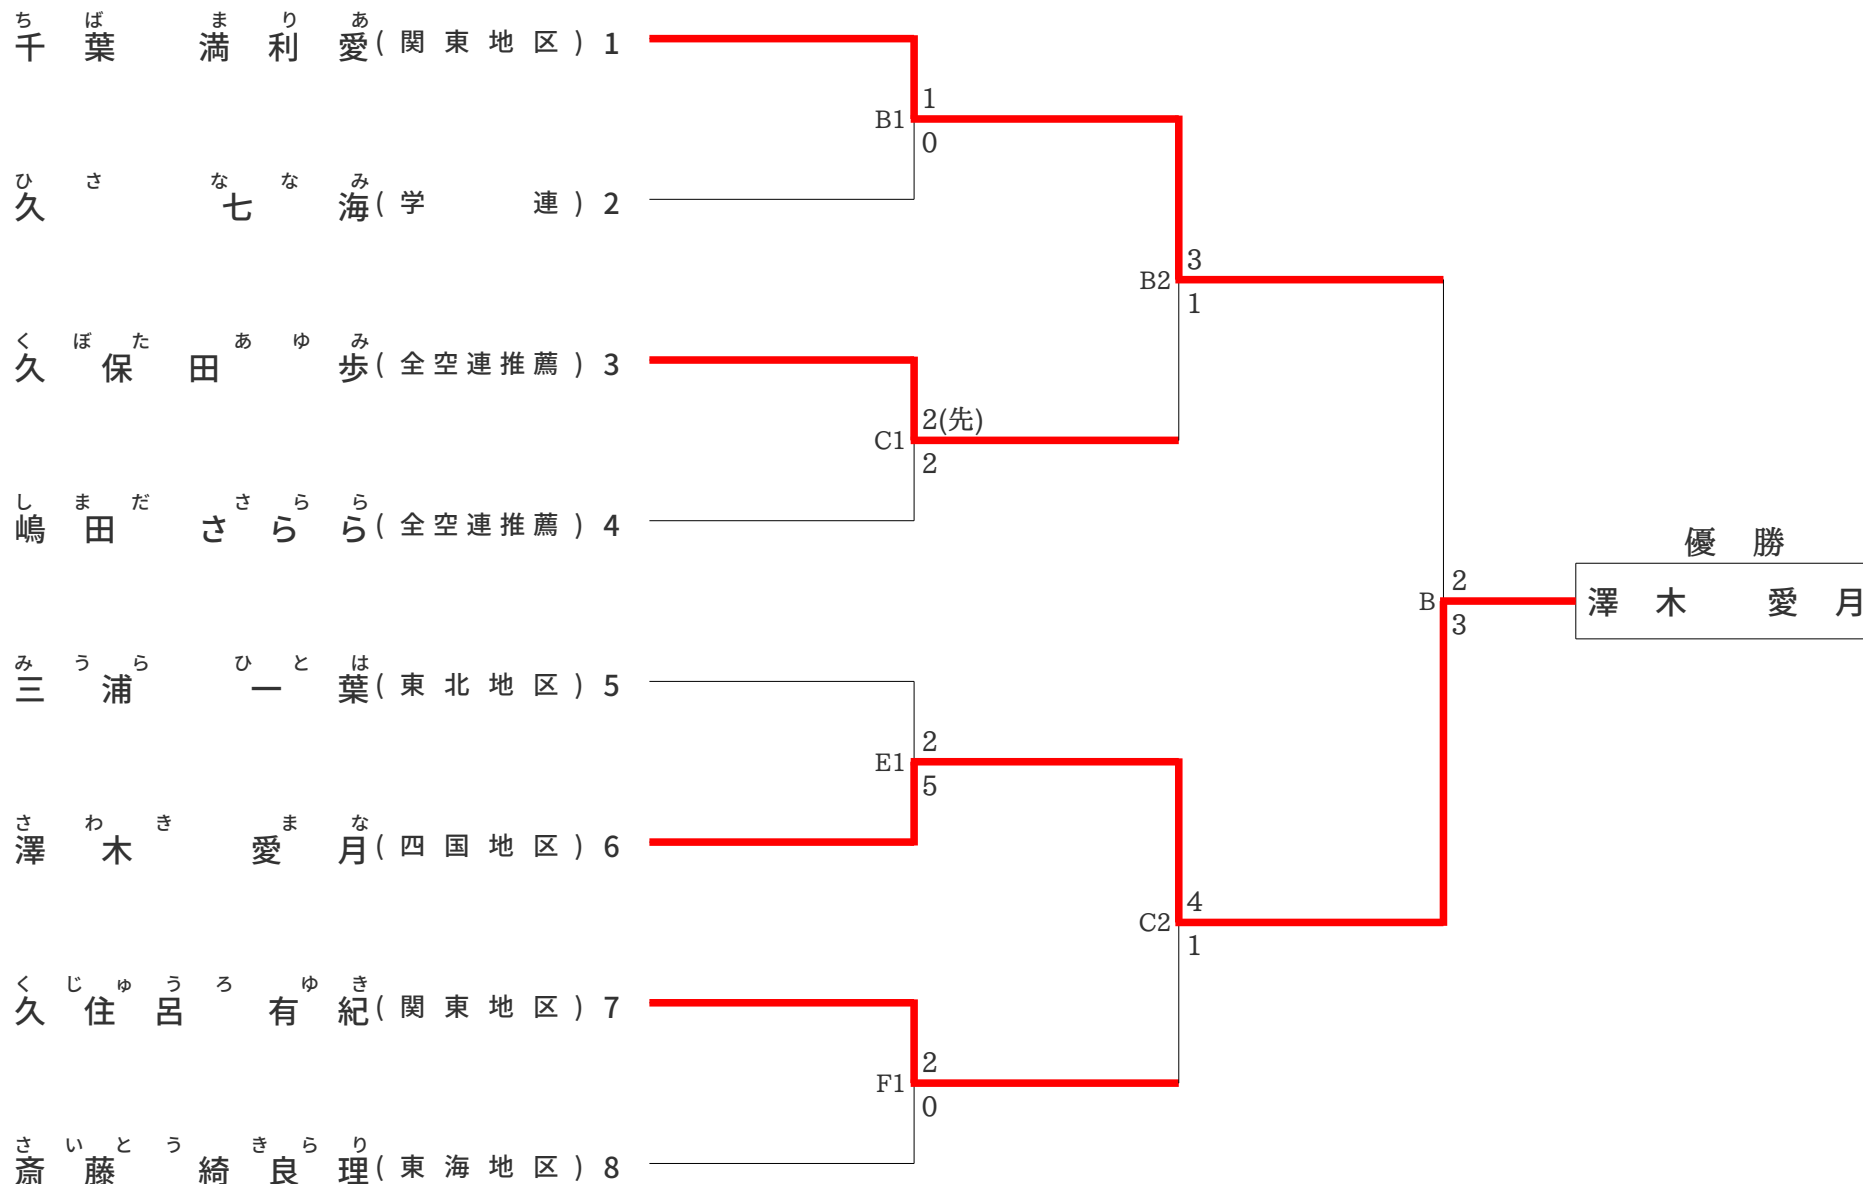 ちば まりあ
千葉 満利愛(関東地区) 1
1
B1
0
ひさ ななみ
久 七海(学 連) 2
3
B2
1
くぼた あゆみ
久保田 歩(全空連推薦) 3
2(先)
C1
2
しまだ さらら
嶋田 さらら(全空連推薦) 4
優勝
澤木 愛月
2
B
3
みうら ひとは
三浦 一葉(東北地区) 5
2
E1
5
さわき まな
澤木 愛月(四国地区) 6
4
C2
1
くじゅうろ ゆき
久住呂 有紀(関東地区) 7
2
F1
0
さいとう きらり
斎藤 綺良理(東海地区) 8